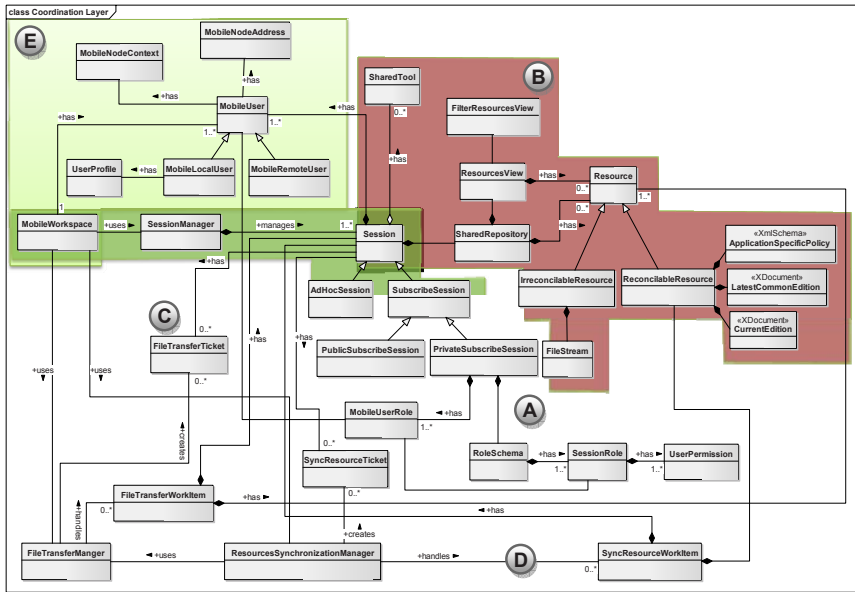 class Coordination Layer
E
MobileNodeAddress
MobileNodeContext
+has
+has
B
SharedTool
0..*
MobileUser
+has
+has
1..*
1..*
FilterResourcesView
+has
UserProfile
+has
MobileLocalUser
MobileRemoteUser
ResourcesView
+has
0..*
Resource
0..*
1..*
1
MobileWorkspace
+uses
SessionManager
+manages
1..*
Session
SharedRepository
+has
«XmlSchema»
ApplicationSpecificPolicy
+has
+has
AdHocSession
SubscribeSession
IrreconcilableResource
ReconcilableResource
«XDocument»
LatestCommonEdition
C
0..*
+has
«XDocument»
CurrentEdition
FileTransferTicket
0..*
PublicSubscribeSession
PrivateSubscribeSession
FileStream
+uses
+uses
A
MobileUserRole
+has
1..*
+creates
0..*
SyncResourceTicket
0..*
RoleSchema
+has
1..*
SessionRole
+has
1..*
UserPermission
FileTransferWorkItem
0..*
+has
+has
+handles
+creates
FileTransferManger
+uses
ResourcesSynchronizationManager
+handles
D
0..*
SyncResourceWorkItem